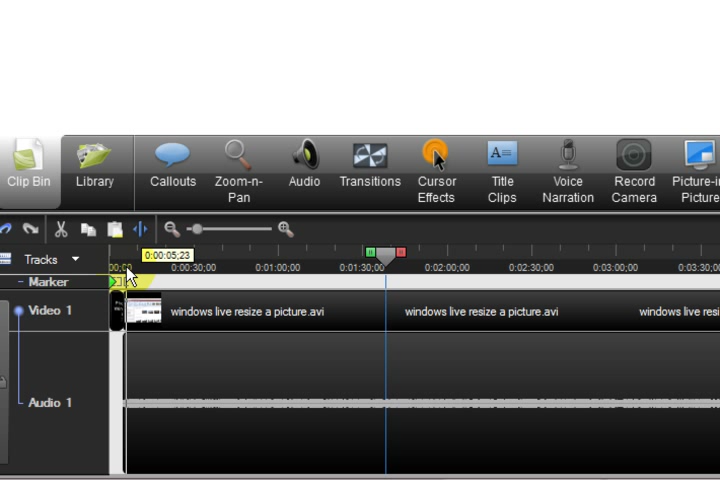 Clip Bin
Library
Callouts
Zoom-n-
Pan
Audio
Transitions
Cursor
Effects
A=
Title
Clips
Voice
Narration
Record
Camera
Picture-i
Picture
Tracks
0:00:05;23
00;00
0:00:30;00
0:01:00;00
0:01:30;00
0:02:00;00
0:02:30;00
0:03:00;00
0:03:30;00
- Marker
Video 1
windows live resize a picture.avi
windows live resize a picture.avi
windows live resi
Audio 1